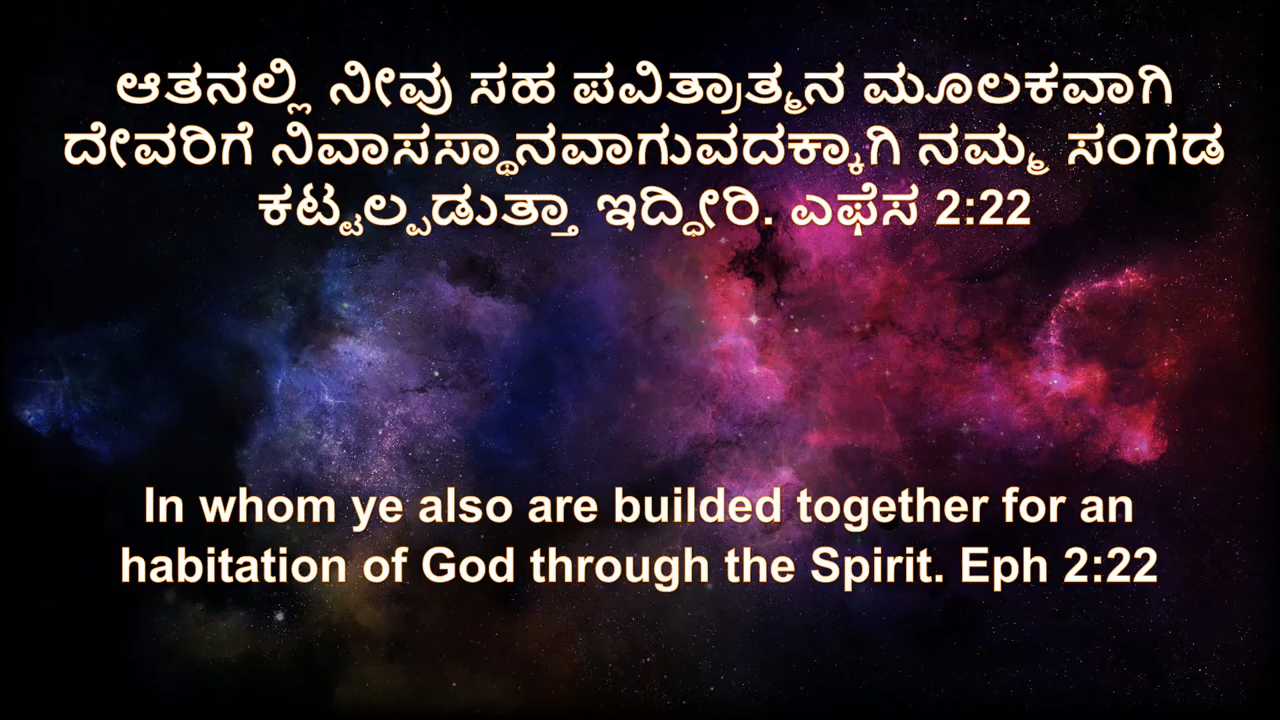 ಆತನಲ್ಲಿ ನೀವು ಸಹ ಪವಿತ್ರಾತ್ಮನ ಮೂಲಕವಾಗಿ
ದೇವರಿಗೆ ನಿವಾಸಸ್ಥಾನವಾಗುವದಕ್ಕಾಗಿ ನಮ್ಮ ಸಂಗಡ
ಕಟ್ಟಲ್ಪಡುತ್ತಾ ಇದ್ದೀರಿ. ಎಫೆಸ 2:22
In whom ye also are builded together for an
habitation of God through the Spirit. Eph 2:22